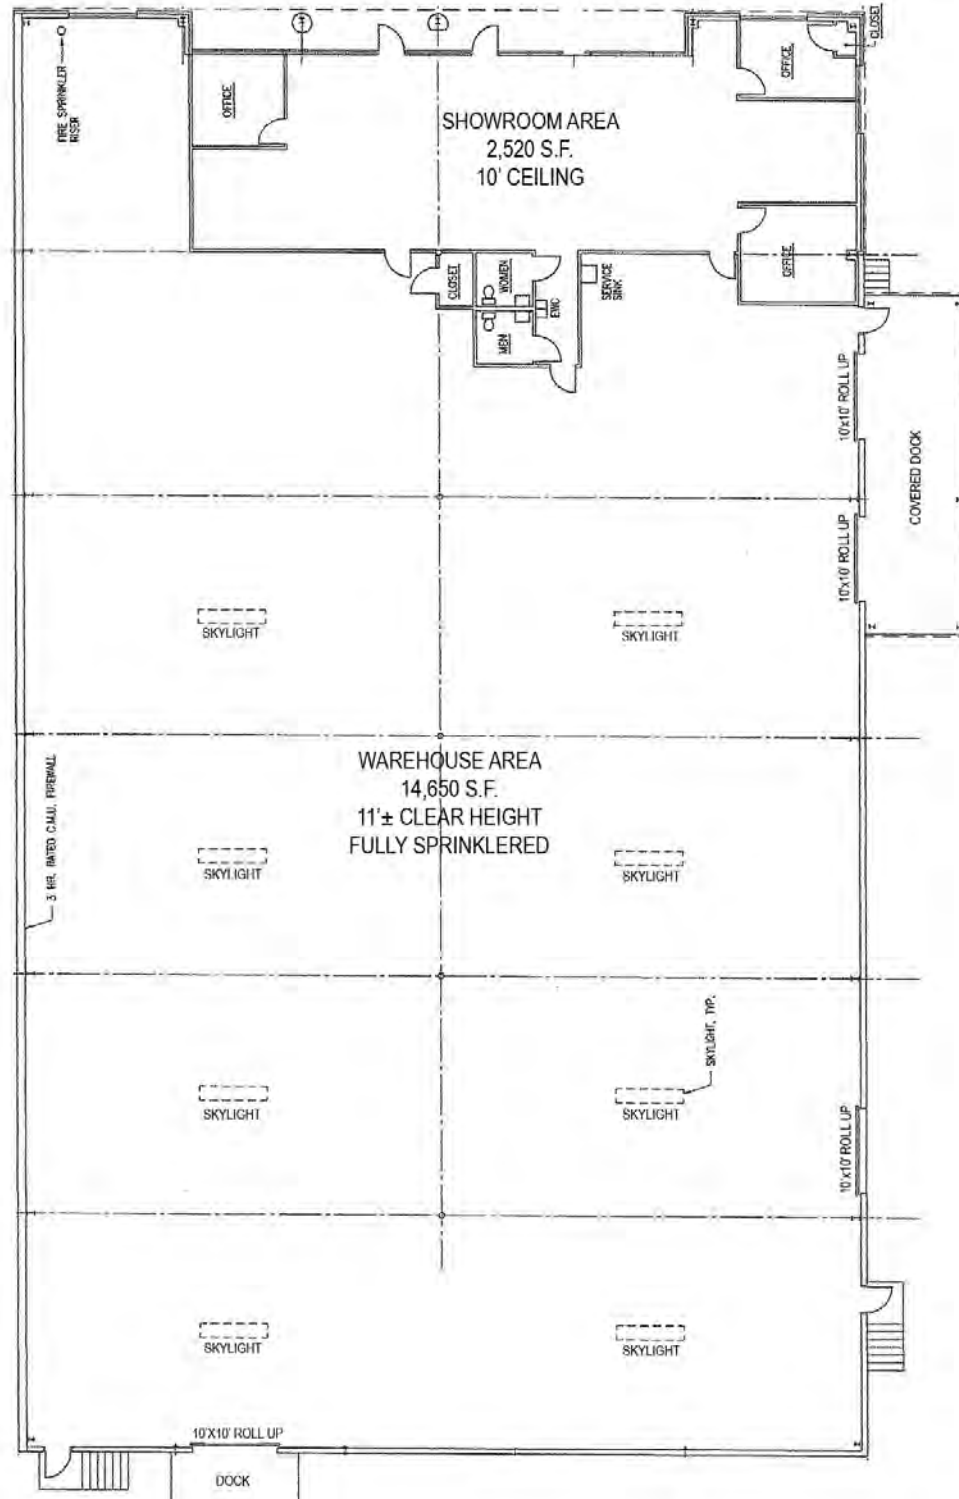 CLOSET
FIRE SPRINKLER
RISER
OFFICE
OFFICE
SHOWROOM AREA
2,520 S.F.
10' CEILING
OFFICE
CLOSET
WOMEN
MEN
EWC
SERVICE
SINK
10'x10' ROLL UP
COVERED DOCK
10'x10' ROLL UP
SKYLIGHT
SKYLIGHT
WAREHOUSE AREA
14,650 S.F.
11'± CLEAR HEIGHT
FULLY SPRINKLERED
3 HR. RATED C.M.U. FIREWALL
SKYLIGHT
SKYLIGHT
SKYLIGHT, TYP.
SKYLIGHT
SKYLIGHT
10'x10' ROLL UP
SKYLIGHT
SKYLIGHT
10'X10' ROLL UP
DOCK